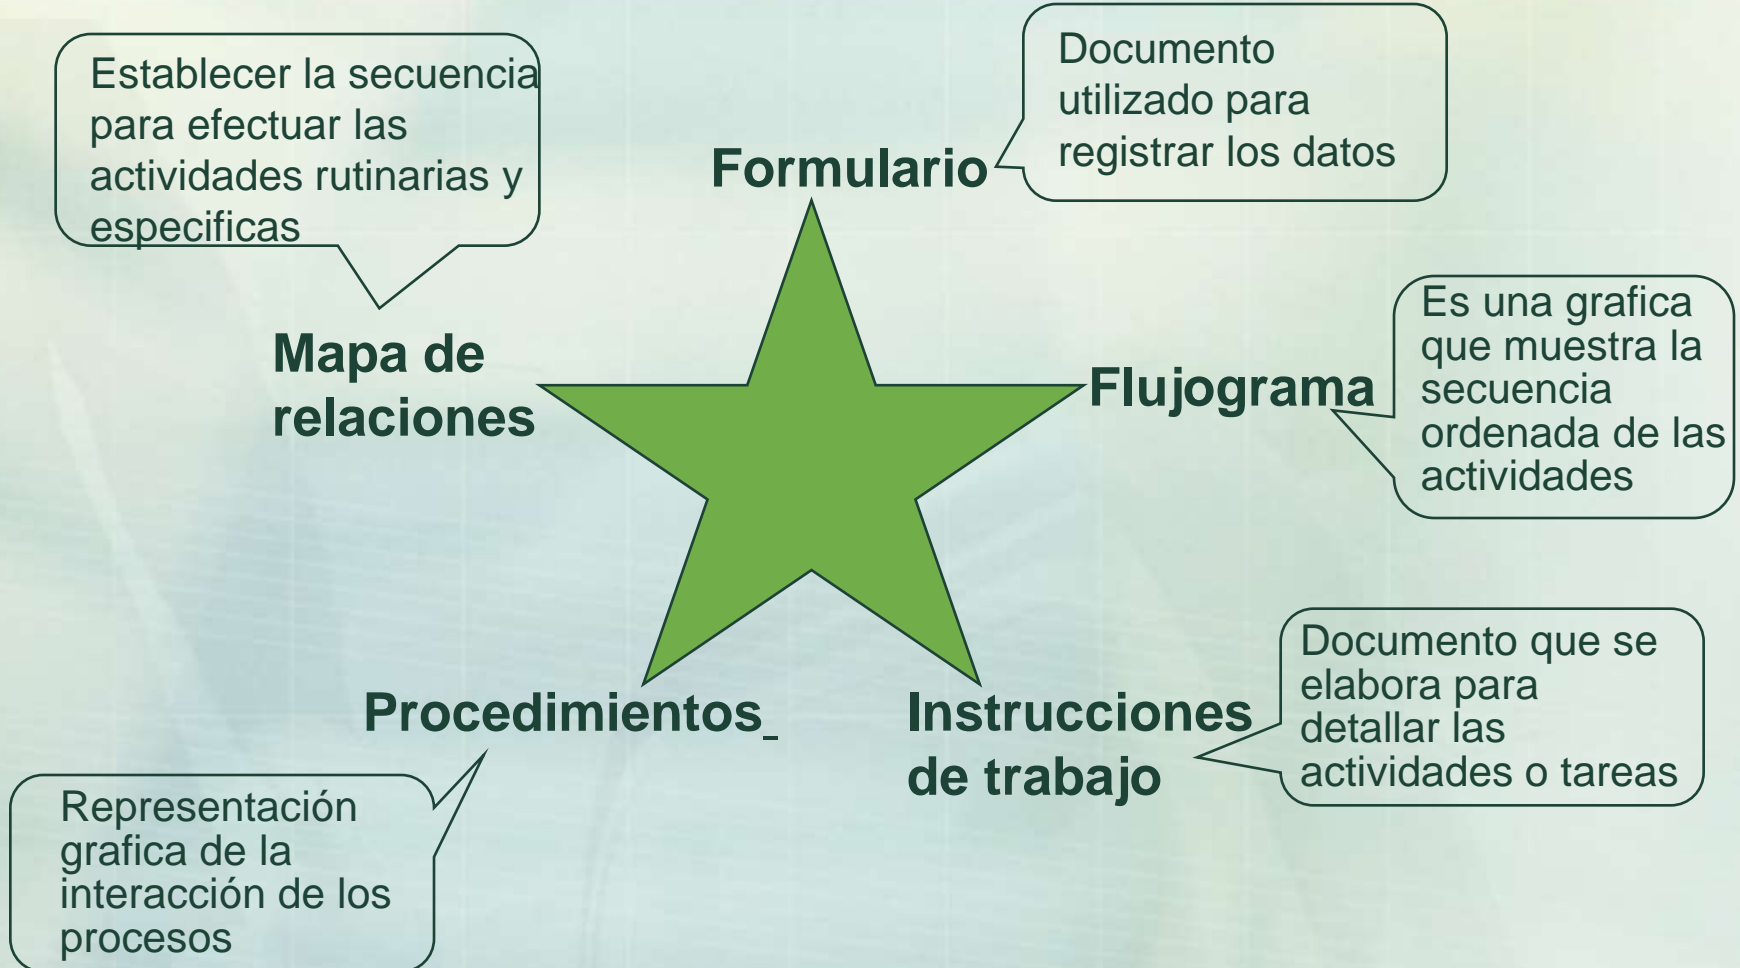 Establecer la secuencia
para efectuar las
actividades rutinarias y
especificas
Documento
utilizado para
registrar los datos
Formulario
Mapa de
relaciones
Flujograma
Es una grafica
que muestra la
secuencia
ordenada de las
actividades
Procedimientos_
Instrucciones
de trabajo
Documento que se
elabora para
detallar las
actividades o tareas
Representación
grafica de la
interacción de los
procesos